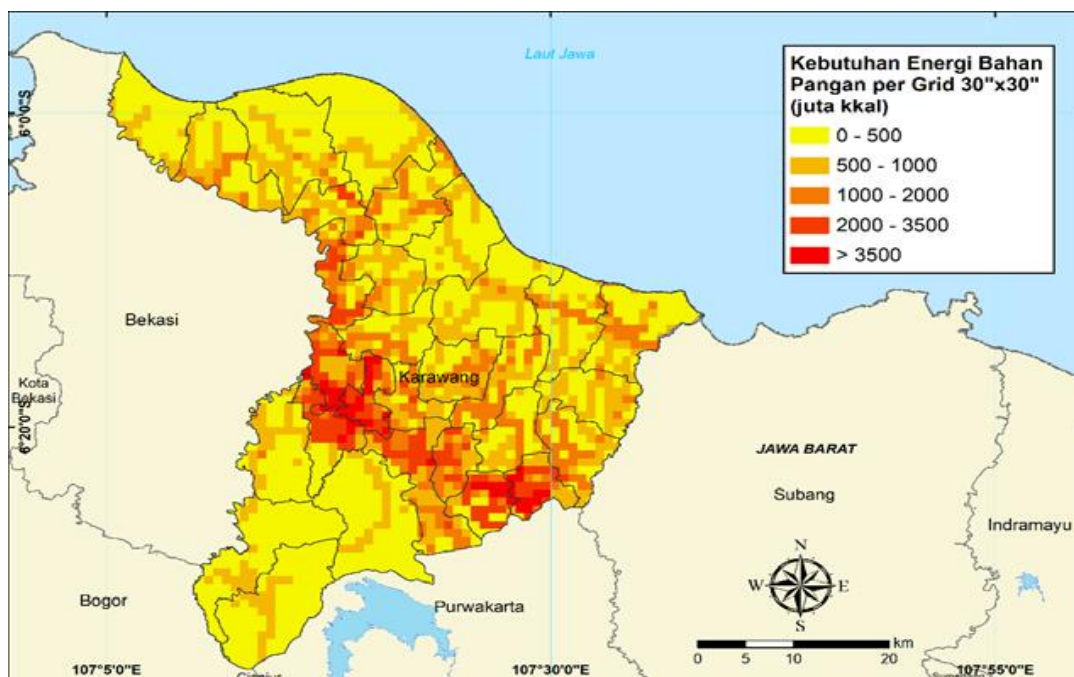 Laut Jawa
Kebutuhan Energi Bahan
Pangan per Grid 30"x30"
(juta kkal)
0 - 500
500 - 1000
1000 - 2000
2000 - 3500
> 3500
6°0'0"S
Bekasi
Kota
Bekasi
Karawang
6°20'0"S
JAWA BARAT
Subang
Indramayu
Bogor
Purwakarta
N
W
E
S
km
0 5 10 20
107°5'0"E
107°30'0"E
107°55'0"E